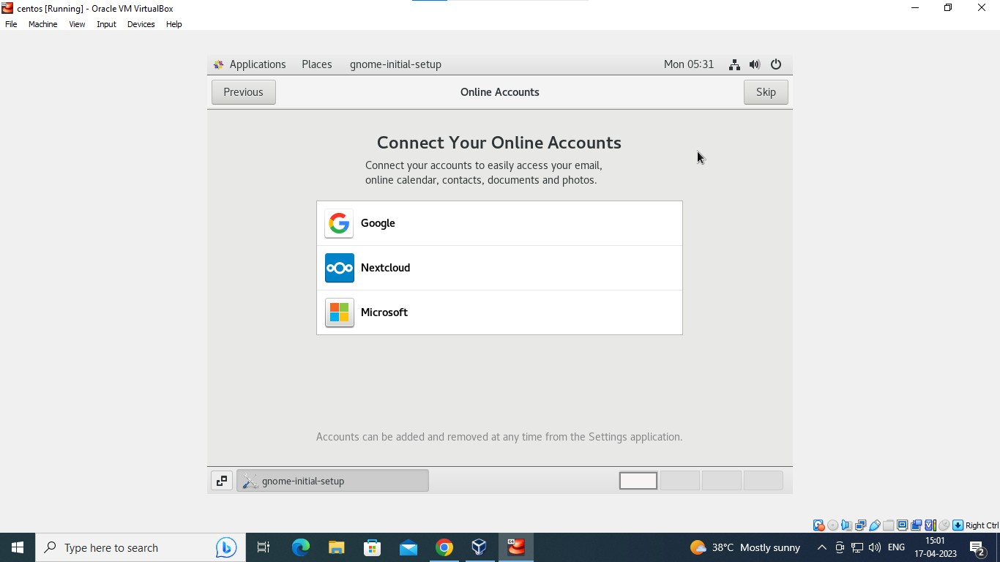 centos [Running] - Oracle VM VirtualBox
File Machine View Input Devices Help
Applications Places gnome-initial-setup Mon 05:31
Previous Online Accounts Skip
Connect Your Online Accounts
Connect your accounts to easily access your email,
online calendar, contacts, documents and photos.
Google
Nextcloud
Microsoft
Accounts can be added and removed at any time from the Settings application.
gnome-initial-setup
Right Ctrl
Type here to search 38°C Mostly sunny ENG 15:01
17-04-2023
2